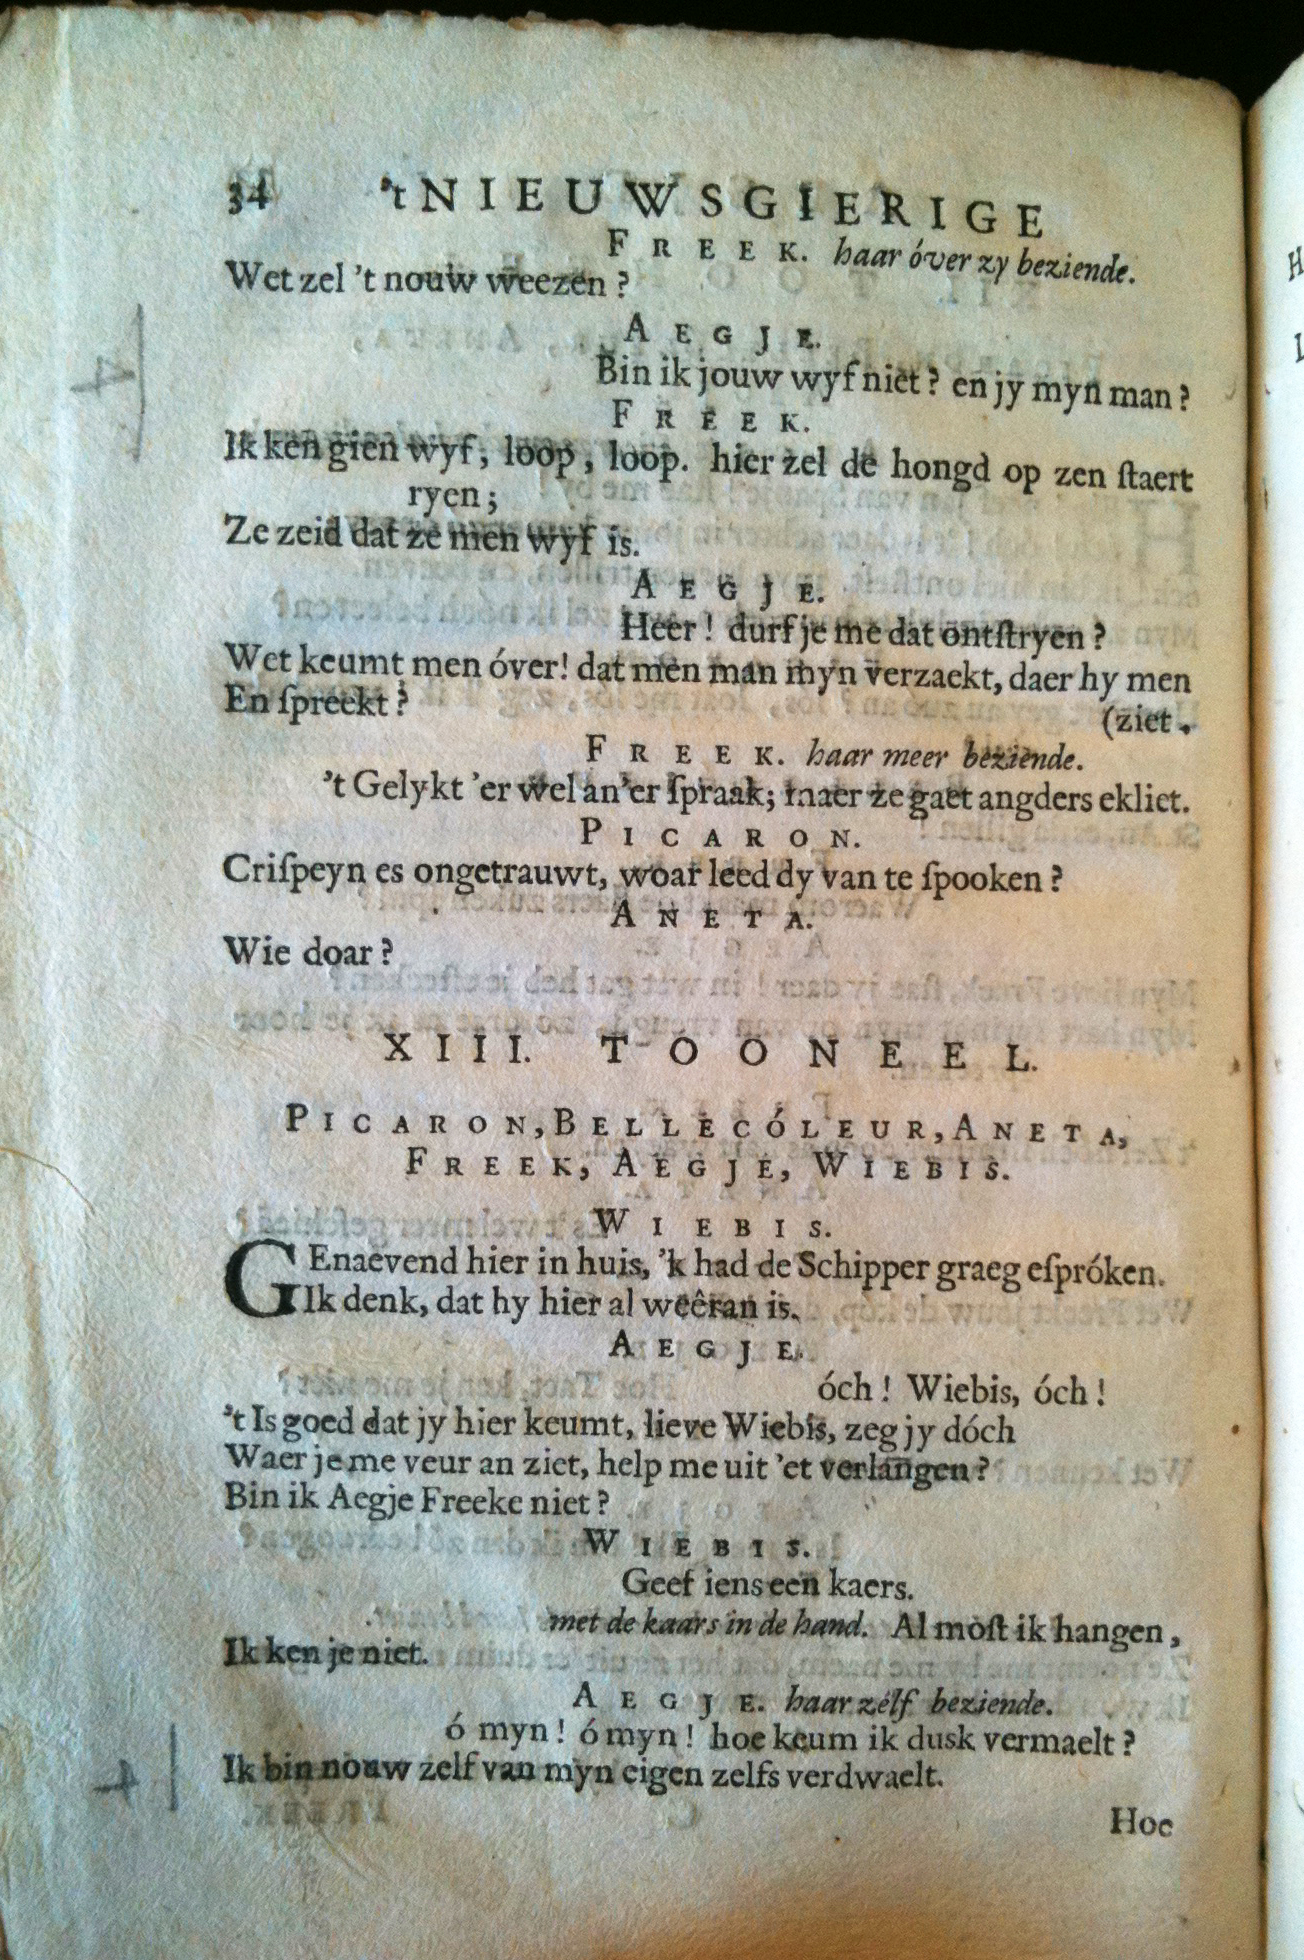 34 't NIEUWSGIERIGE
FREEK. haar óver zy beziende.
Wet zel 't nouw weezen?
AEGJE.
Bin ik jouw wyf niet? en jy myn man?
FREEK.
Ik ken gien wyf, loop, loop. hier zel de hongd op zen ſtaert
ryen;
Ze zeid dat ze men wyf is.
AEGJE.
Heer! durf je me dat ontſtryen?
Wet keumt men óver! dat men man myn verzaekt, daer hy men
En ſpreekt? (ziet.
FREEK. haar meer beziende.
't Gelykt 'er wel an'er ſpraak; maer ze gaet angders ekliet.
PICARON.
Criſpeyn es ongetrauwt, woar leed dy van te ſpooken?
ANETA.
Wie doar?
XIII. TOONEEL.
PICARON, BELLECÓLEUR, ANETA,
FREEK, AEGJE, WIEBIS.
WIEBIS.
GEnaevend hier in huis, 'k had de Schipper graeg eſpróken.
Ik denk, dat hy hier al weêran is.
AEGJE.
óch! Wiebis, óch!
't Is goed dat jy hier keumt, lieve Wiebis, zeg jy dóch
Waer je me veur an ziet, help me uit 'et verlangen?
Bin ik Aegje Freeke niet?
WIEBIS.
Geef iens een kaers.
met de kaars in de hand. Al moſt ik hangen,
Ik ken je niet.
AEGJE. haar zélf beziende.
ó myn! ó myn! hoe keum ik dusk vermaelt?
Ik bin nouw zelf van myn eigen zelfs verdwaelt.
Hoe